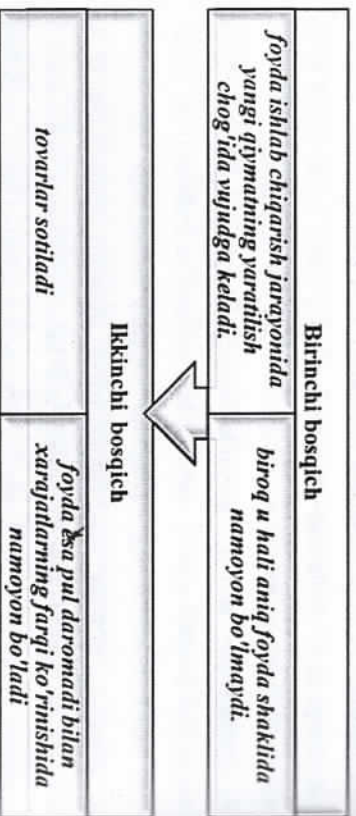 Birinchi bosqich
foyda ishlab chiqarish jarayonida
yangi qiymatning yaratilish
chog'ida vujudga keladi.
biroq u hali aniq foyda shaklida
namoyon bo'lmaydi.
Ikkinchi bosqich
tovarlar sotiladi
foyda esa pul daromadi bilan
xarajatlarning farqi ko'rinishida
namoyon bo'ladi